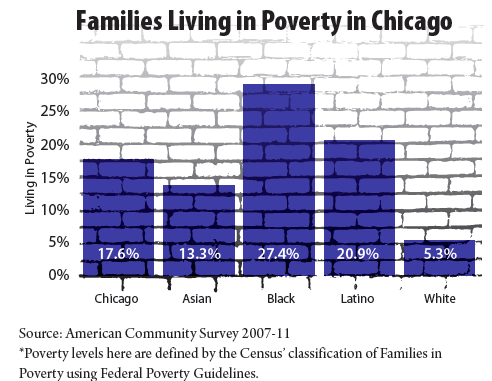 Families Living in Poverty in Chicago
Living in Poverty
30%
25%
20%
15%
10%
5%
0%
17.6%
13.3%
27.4%
20.9%
5.3%
Chicago
Asian
Black
Latino
White
Source: American Community Survey 2007-11
*Poverty levels here are defined by the Census’ classification of Families in
Poverty using Federal Poverty Guidelines.